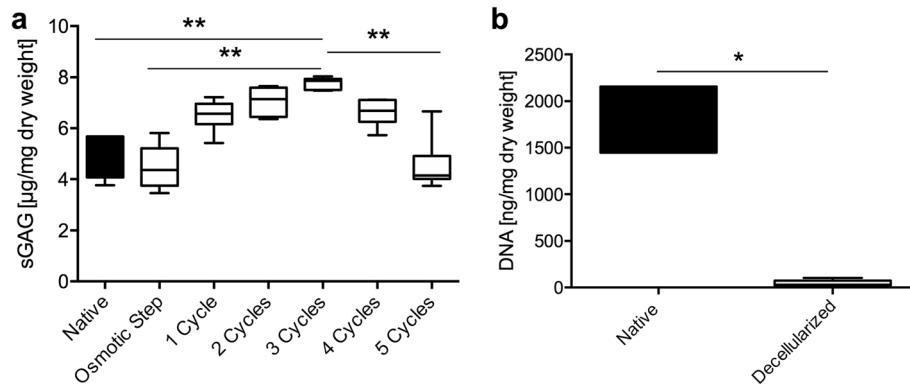 a
**
**
**
10
8
6
4
2
0
sGAG [µg/mg dry weight]
Native
Osmotic Step
1 Cycle
2 Cycles
3 Cycles
4 Cycles
5 Cycles
b
*
2500
2000
1500
1000
500
0
DNA [ng/mg dry weight]
Native
Decellularized